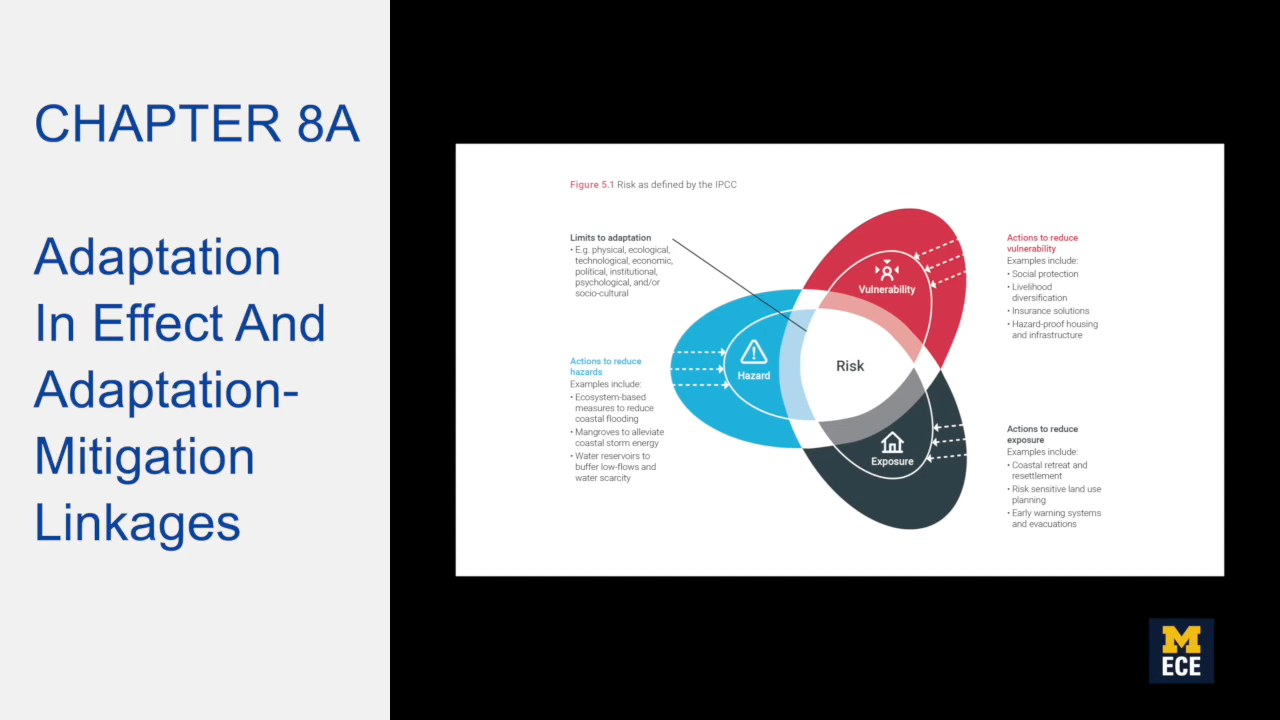 CHAPTER 8A
Adaptation
In Effect And
Adaptation-
Mitigation
Linkages
Figure 5.1 Risk as defined by the IPCC
Limits to adaptation
• E.g. physical, ecological,
technological, economic,
political, institutional,
psychological, and/or
socio-cultural
Actions to reduce
hazards
Examples include:
• Ecosystem-based
measures to reduce
coastal flooding
• Mangroves to alleviate
coastal storm energy
• Water reservoirs to
buffer low-flows and
water scarcity
Vulnerability
Hazard
Risk
Exposure
Actions to reduce
vulnerability
Examples include:
• Social protection
• Livelihood
diversification
• Insurance solutions
• Hazard-proof housing
and infrastructure
Actions to reduce
exposure
Examples include:
• Coastal retreat and
resettlement
• Risk sensitive land use
planning
• Early warning systems
and evacuations
M
ECE